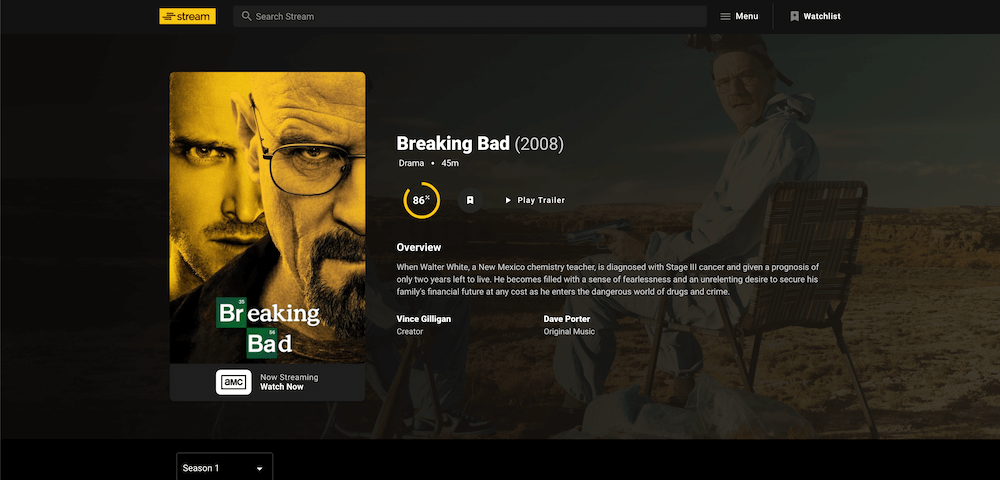 stream
Search Stream
Menu
Watchlist
Breaking Bad (2008)
Drama • 45m
86%
Play Trailer
Overview
When Walter White, a New Mexico chemistry teacher, is diagnosed with Stage III cancer and given a prognosis of
only two years left to live. He becomes filled with a sense of fearlessness and an unrelenting desire to secure his
family's financial future at any cost as he enters the dangerous world of drugs and crime.
Vince Gilligan
Creator
Dave Porter
Original Music
35
Breaking
56
Bad
aMC
Now Streaming
Watch Now
Season 1